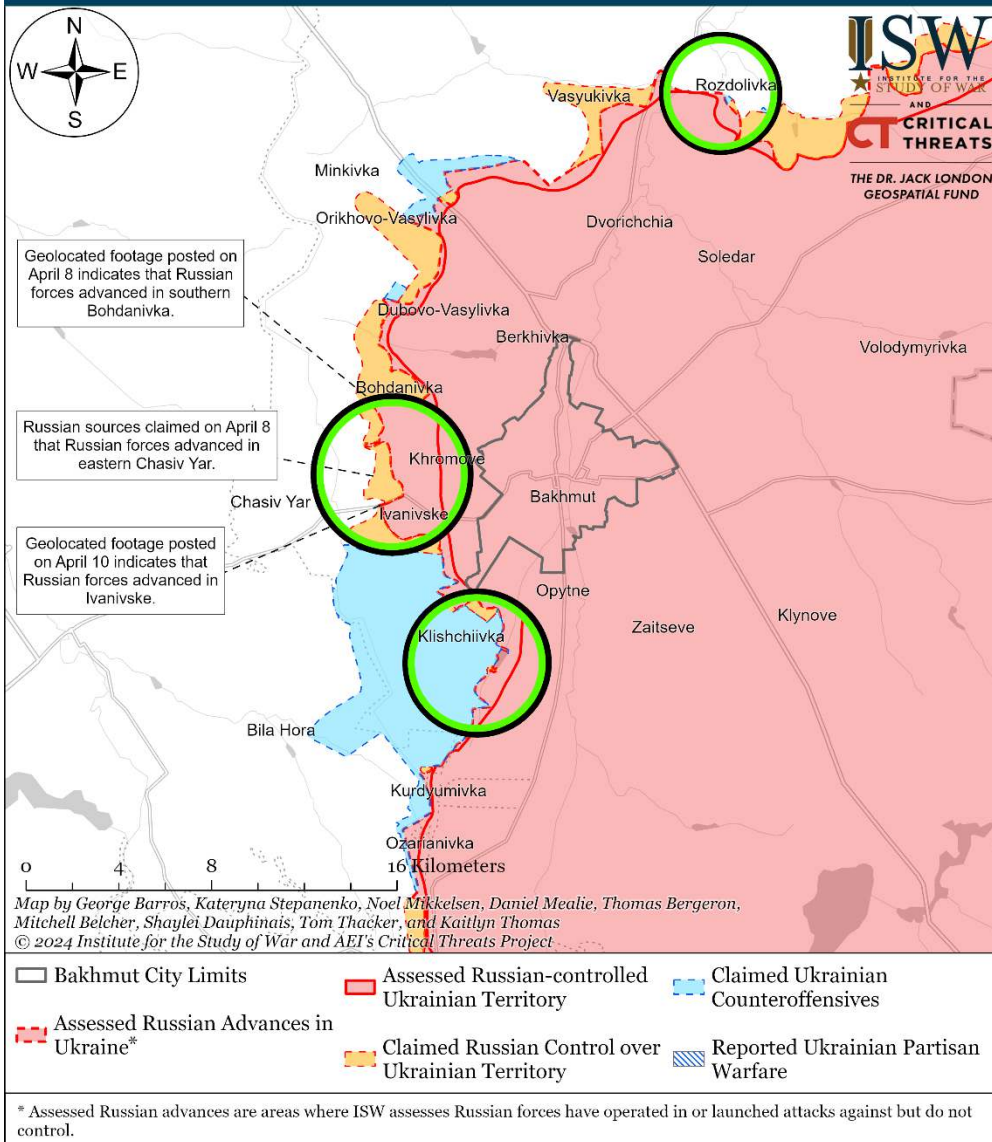 N
W E
S
ISW
INSTITUTE FOR THE
STUDY OF WAR
AND
CT CRITICAL
THREATS
THE DR. JACK LONDON
GEOSPATIAL FUND
Vasyukivka
Rozdolivka
Minkivka
Orikhovo-Vasylivka
Dvorichchia
Soledar
Geolocated footage posted on
April 8 indicates that Russian
forces advanced in southern
Bohdanivka.
Dubovo-Vasylivka
Berkhivka
Volodymyrivka
Bohdanivka
Russian sources claimed on April 8
that Russian forces advanced in
eastern Chasiv Yar.
Khromove
Chasiv Yar
Bakhmut
Ivanivske
Geolocated footage posted
on April 10 indicates that
Russian forces advanced in
Ivanivske.
Opytne
Klishchiivka
Zaitseve
Klynove
Bila Hora
Kurdyumivka
Ozarianivka
0 4 8 16 Kilometers
Map by George Barros, Kateryna Stepanenko, Noel Mikkelsen, Daniel Mealie, Thomas Bergeron,
Mitchell Belcher, Shaylei Dauphinais, Tom Thacker, and Kaitlyn Thomas
© 2024 Institute for the Study of War and AEI's Critical Threats Project
Bakhmut City Limits
Assessed Russian Advances in
Ukraine*
Assessed Russian-controlled
Ukrainian Territory
Claimed Russian Control over
Ukrainian Territory
Claimed Ukrainian
Counteroffensives
Reported Ukrainian Partisan
Warfare
* Assessed Russian advances are areas where ISW assesses Russian forces have operated in or launched attacks against but do not
control.